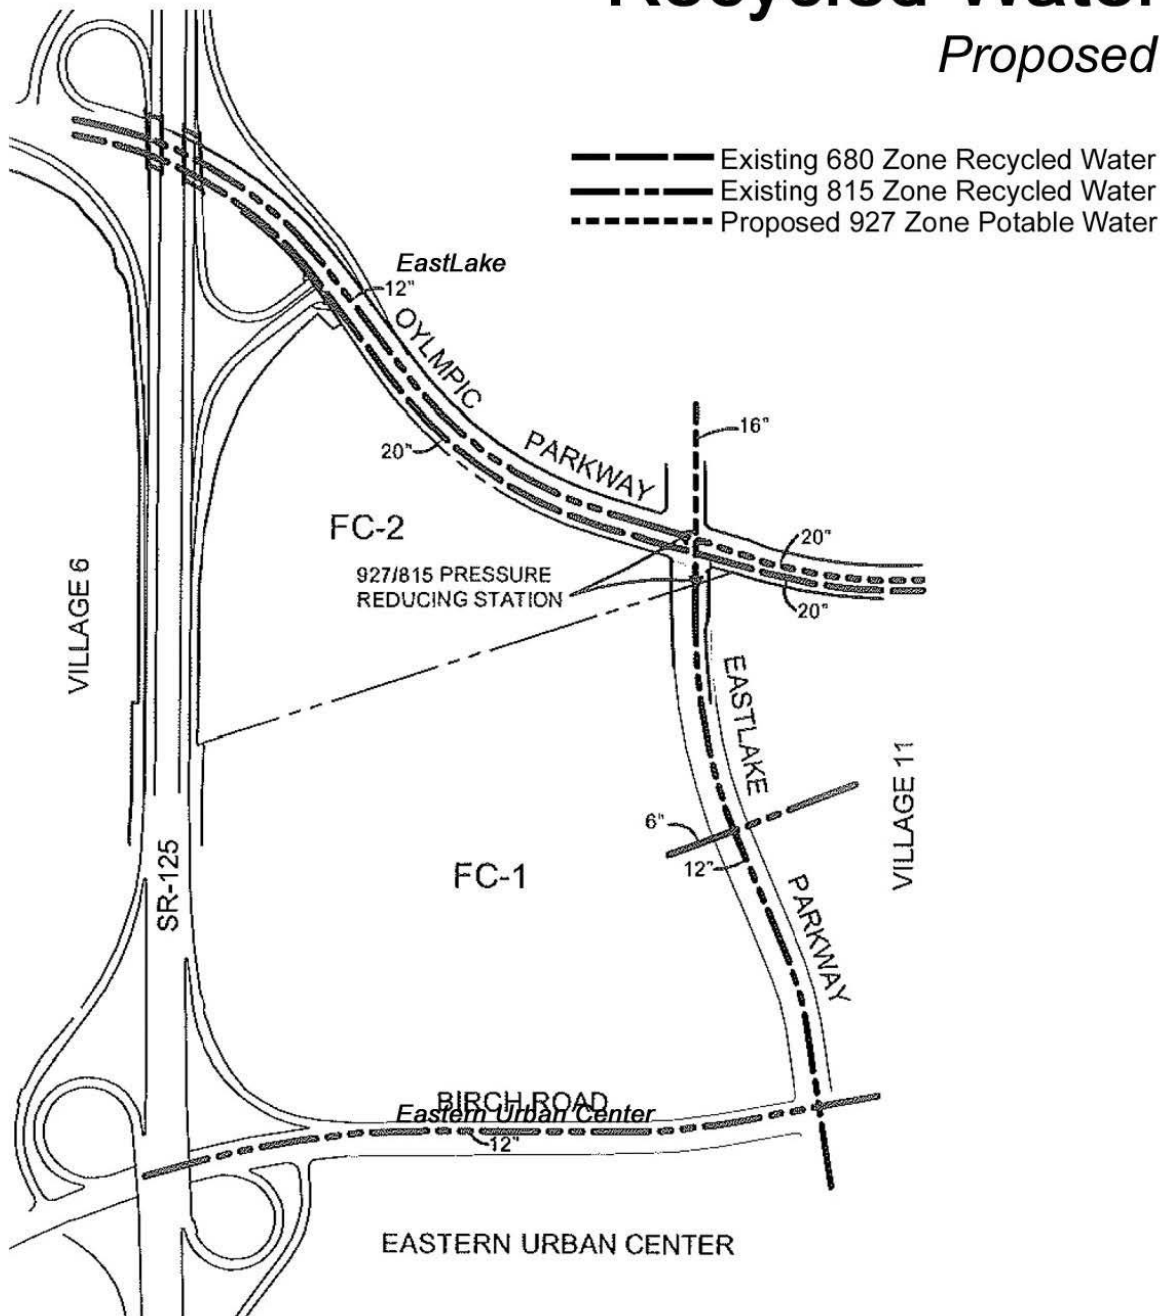 Recycled Water
Proposed
Existing 680 Zone Recycled Water
Existing 815 Zone Recycled Water
Proposed 927 Zone Potable Water
EastLake
12"
OYLMPIC
PARKWAY
16"
20"
FC-2
20"
927/815 PRESSURE
REDUCING STATION
20"
VILLAGE 6
EASTLAKE
PARKWAY
VILLAGE 11
6"
12"
FC-1
SR-125
BIRCH ROAD
Eastern Urban Center
12"
EASTERN URBAN CENTER